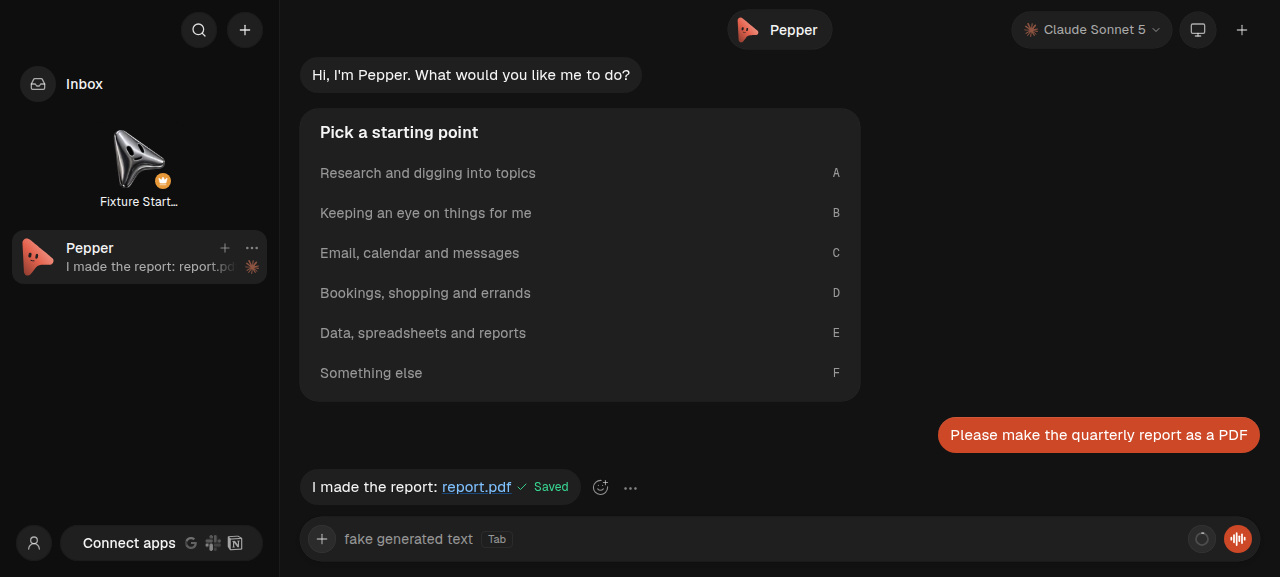 Pepper
Claude Sonnet 5
Inbox
Hi, I'm Pepper. What would you like me to do?
Pick a starting point
Research and digging into topics A
Keeping an eye on things for me B
Fixture Start…
Pepper
I made the report: report.pd
Email, calendar and messages C
Bookings, shopping and errands D
Data, spreadsheets and reports E
Something else F
Please make the quarterly report as a PDF
I made the report: report.pdf ✓ Saved
fake generated text Tab
Connect apps